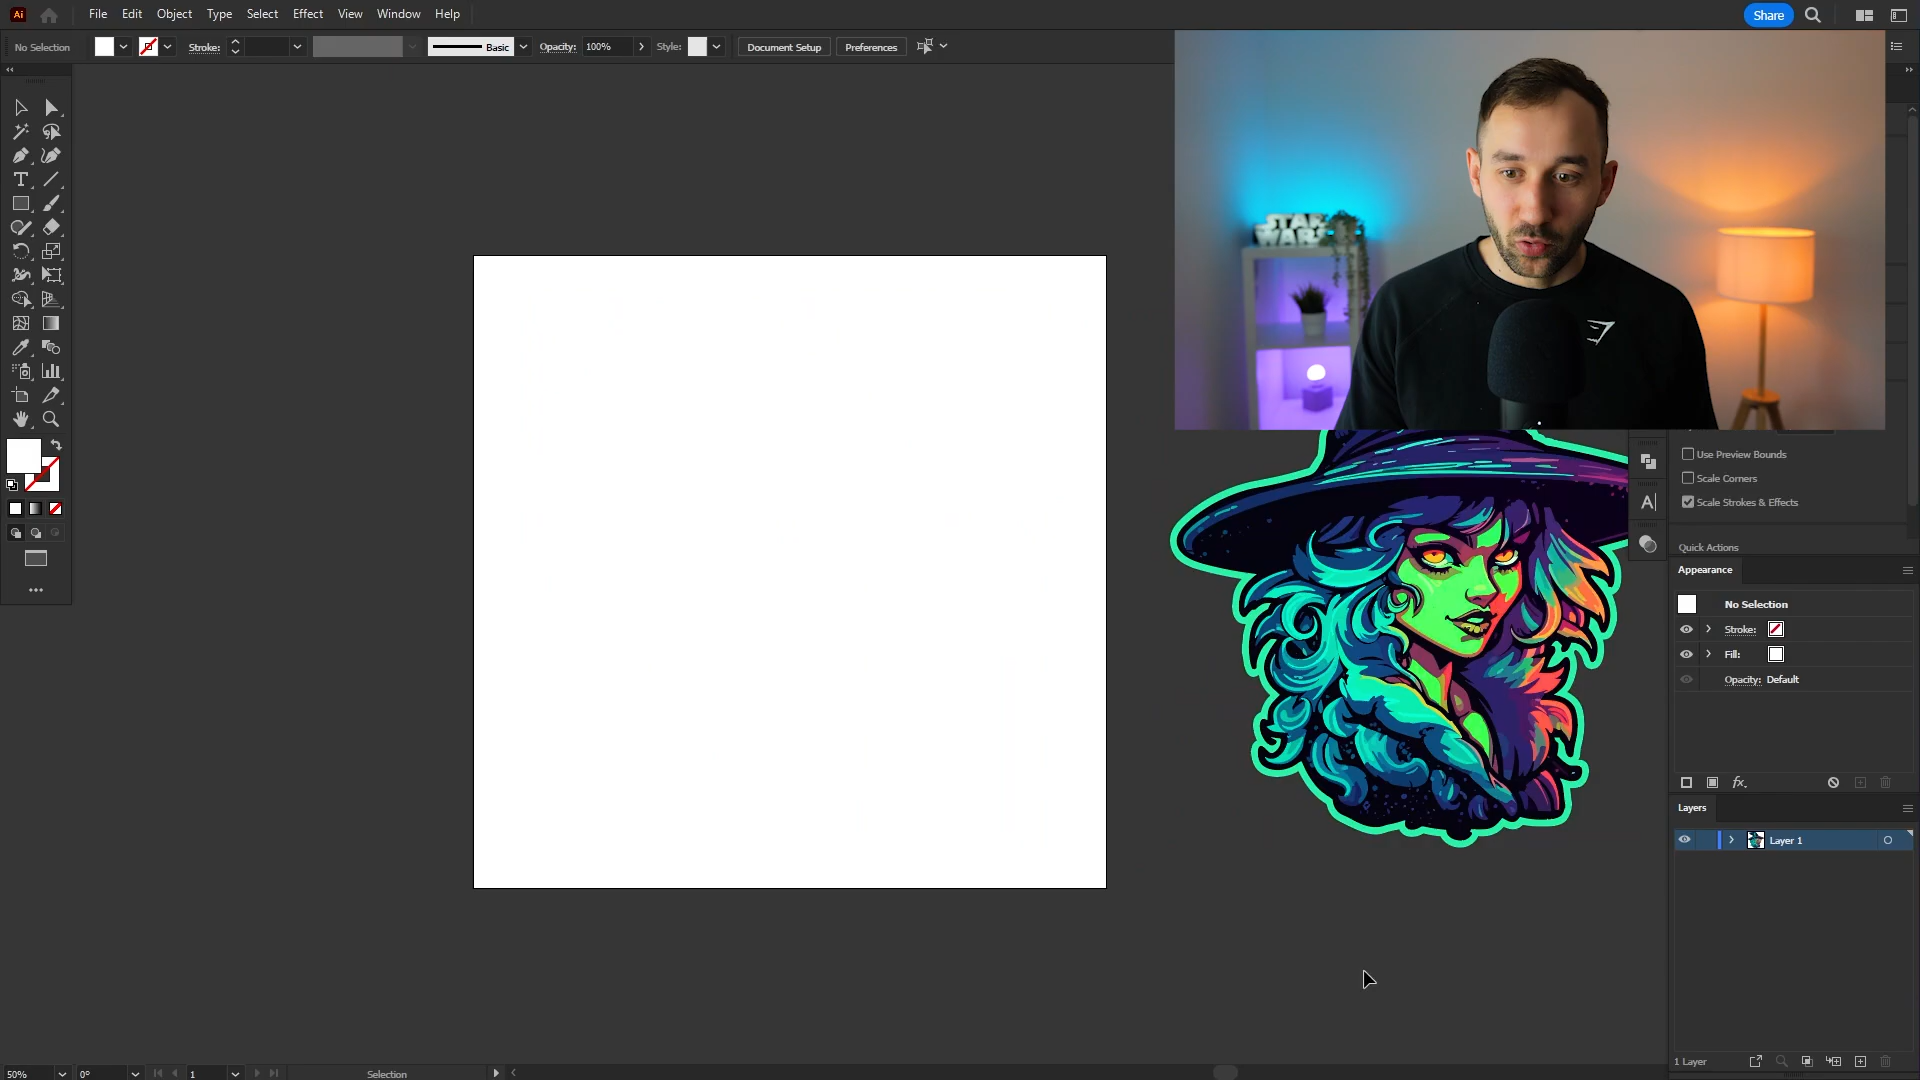 Ai File Edit Object Type Select Effect View Window Help Share
No Selection Stroke: Basic Opacity: 100% Style: Document Setup Preferences
STAR
WARS
Use Preview Bounds
Scale Corners
Scale Strokes & Effects
Quick Actions
Appearance
No Selection
Stroke:
Fill:
Opacity: Default
fx.
Layers
Layer 1
1 Layer
50% 0° 1 Selection